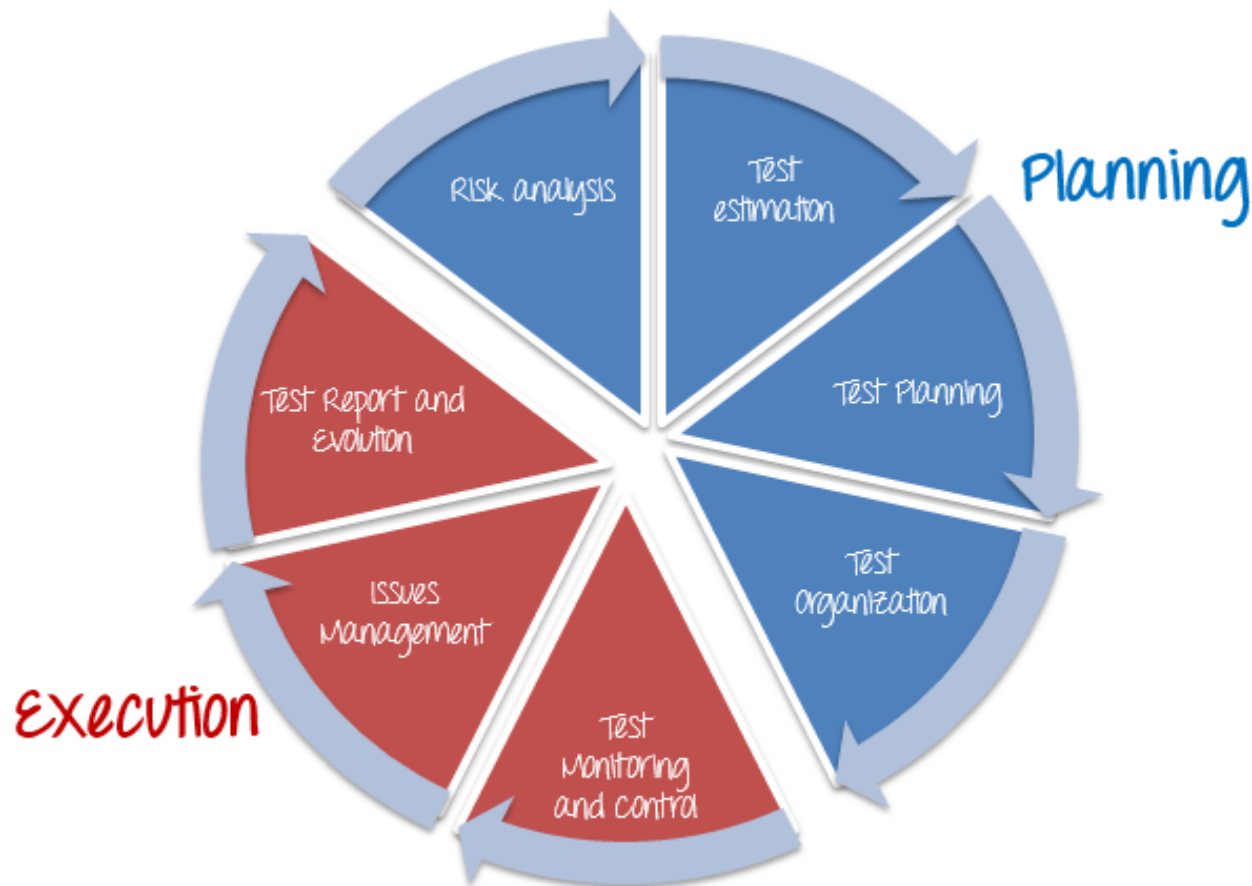 Risk analysis
Test
estimation
Planning
Test Planning
Test
Organization
Test
Monitoring
and Control
Issues
Management
Execution
Test Report and
Evolution